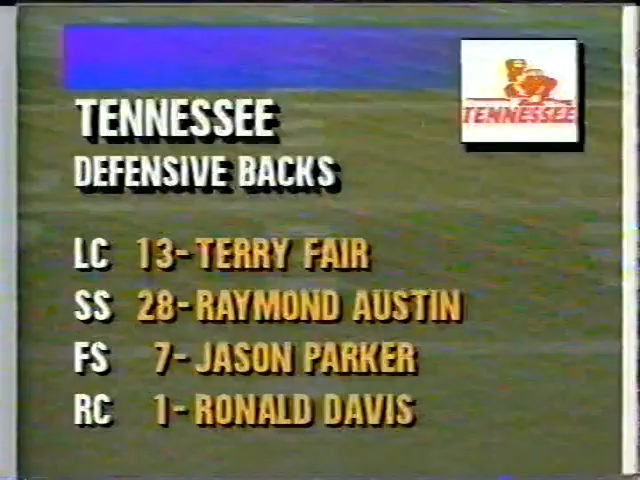 TENNESSEE
TENNESSEE
DEFENSIVE BACKS
LC 13-TERRY FAIR
SS 28-RAYMOND AUSTIN
FS 7-JASON PARKER
RC 1-RONALD DAVIS